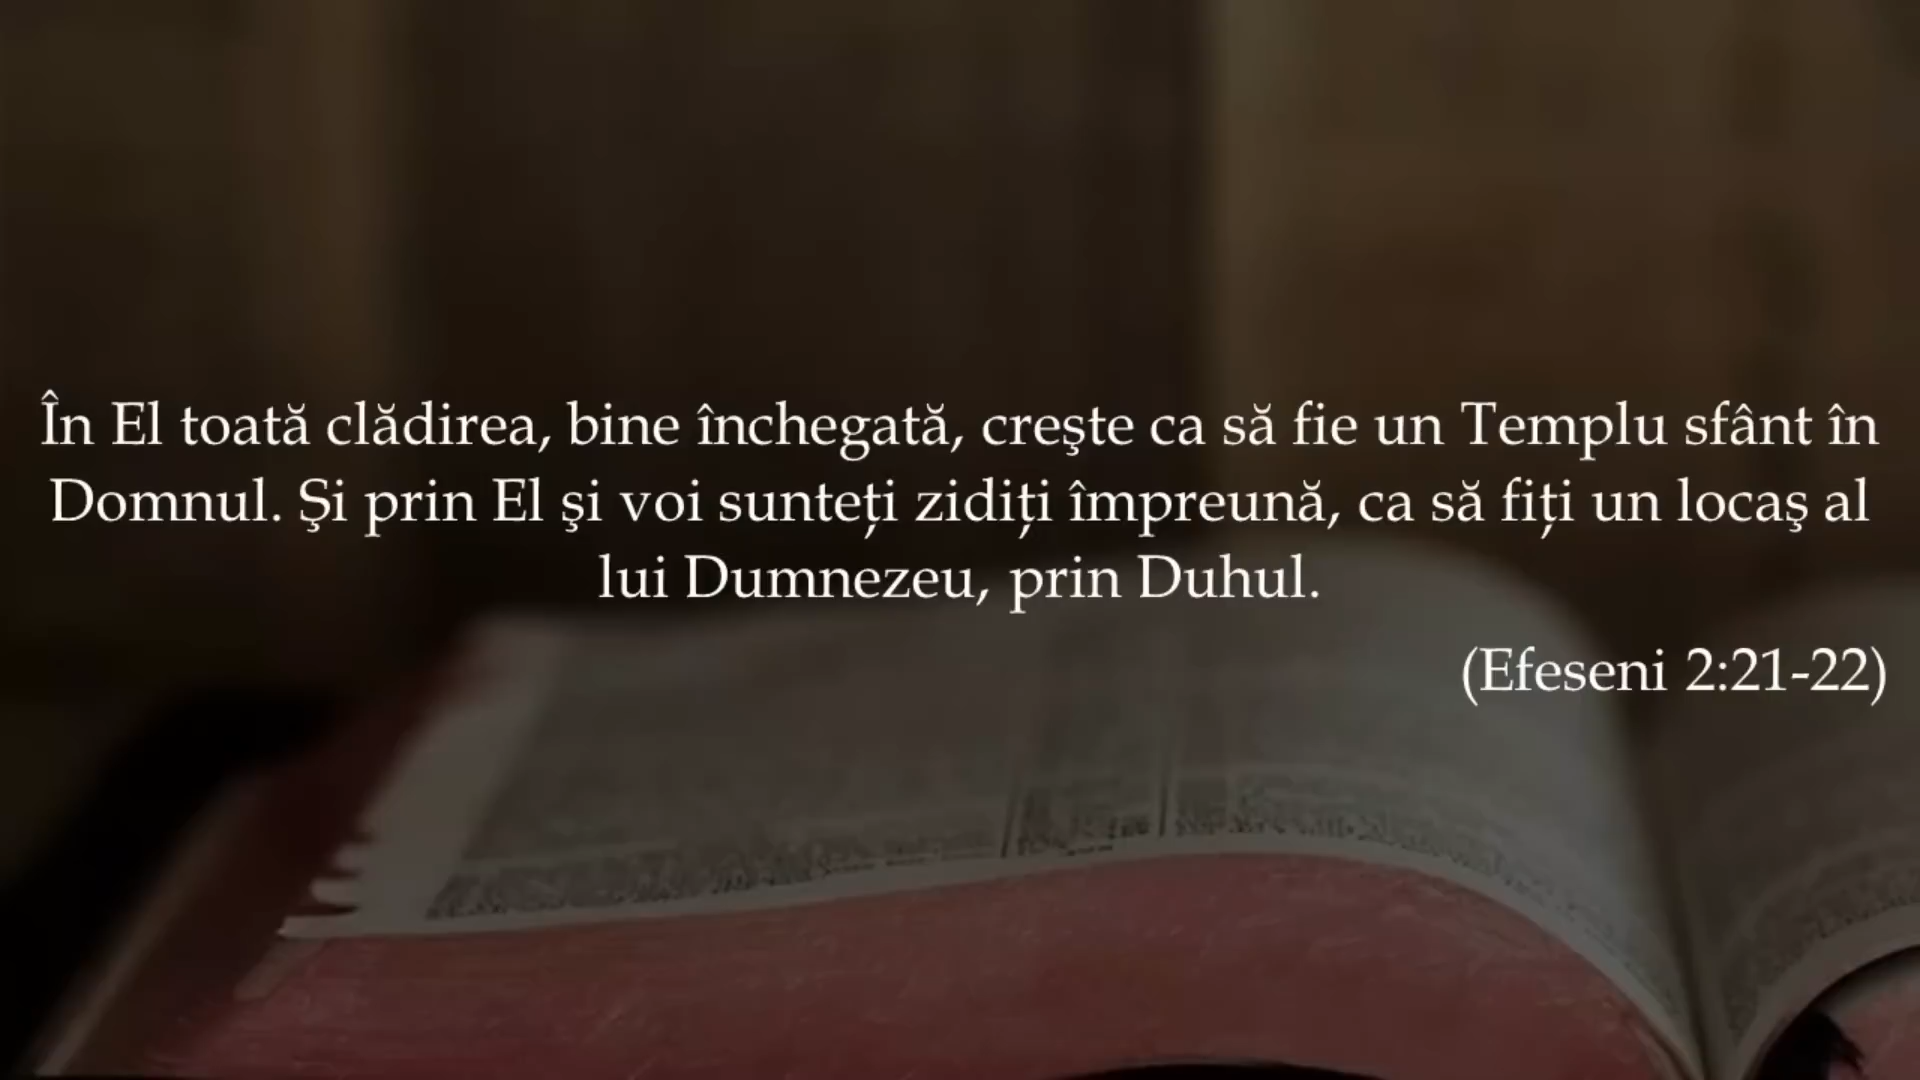 În El toată clădirea, bine închegată, creşte ca să fie un Templu sfânt în
Domnul. Şi prin El şi voi sunteți zidiți împreună, ca să fiți un locaş al
lui Dumnezeu, prin Duhul.
(Efeseni 2:21-22)